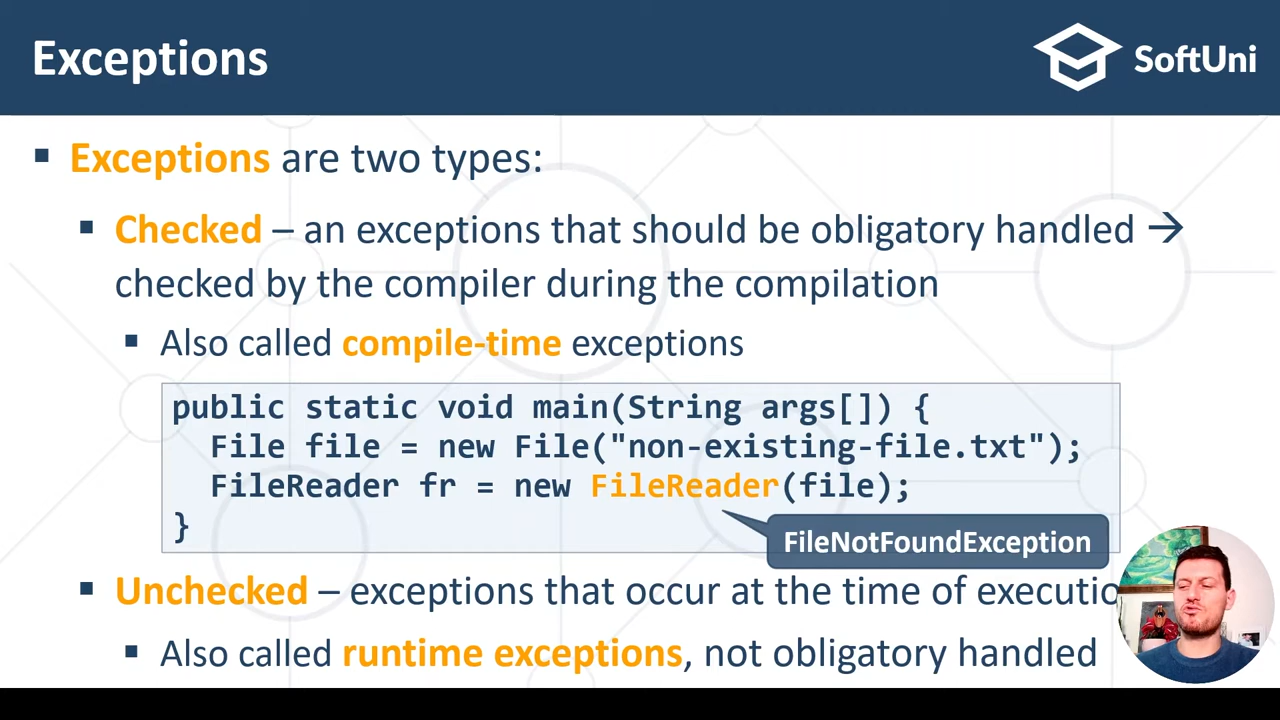 Exceptions
SoftUni
▪ Exceptions are two types:
▪ Checked – an exceptions that should be obligatory handled →
checked by the compiler during the compilation
▪ Also called compile-time exceptions
public static void main(String args[]) {
File file = new File("non-existing-file.txt");
FileReader fr = new FileReader(file);
}
FileNotFoundException
▪ Unchecked – exceptions that occur at the time of executio
▪ Also called runtime exceptions, not obligatory handled